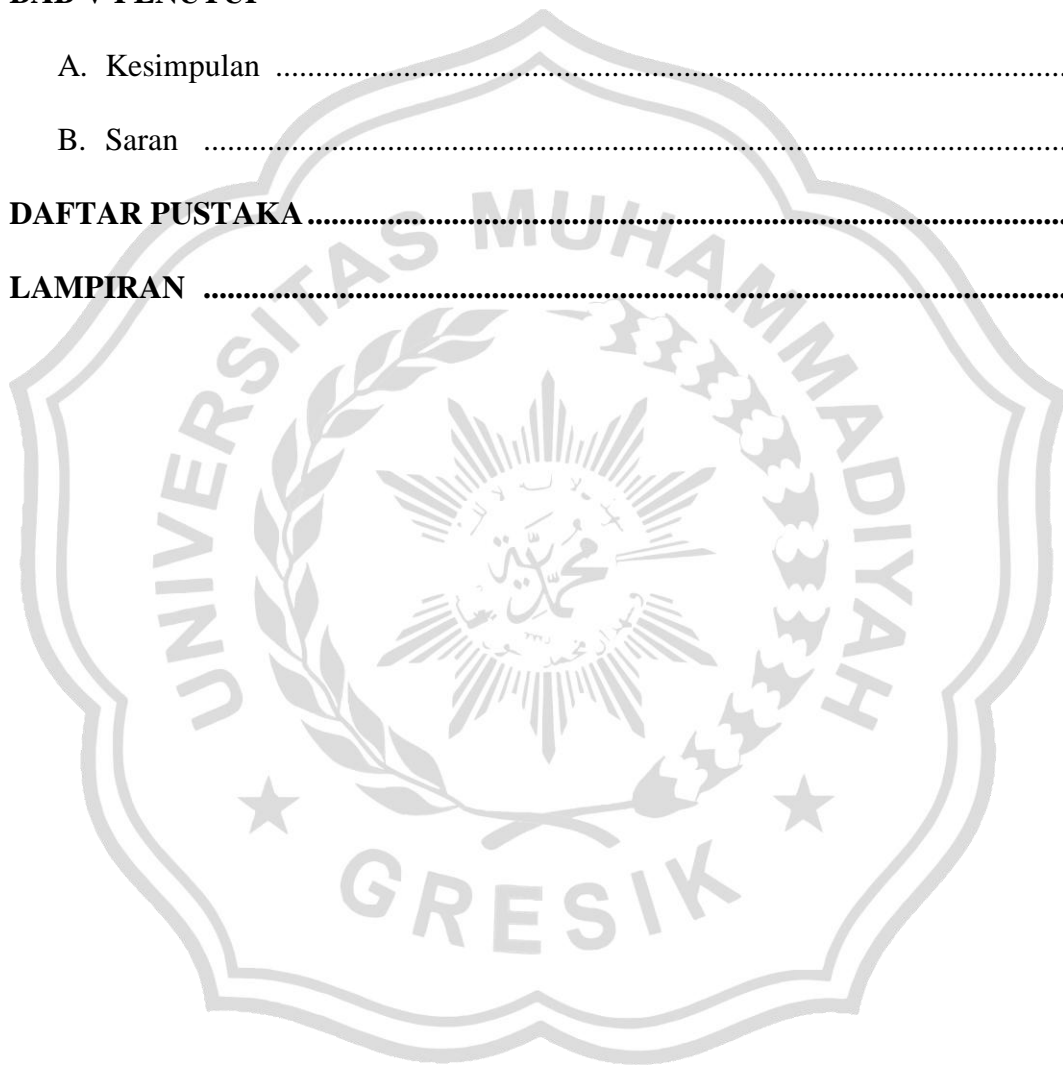 BAB V PENUTUP
A. Kesimpulan ........................................................................................................
B. Saran ........................................................................................................
DAFTAR PUSTAKA ........................................................................................................
LAMPIRAN ........................................................................................................
UNIVERSITAS MUHAMMADIYAH
GRESIK